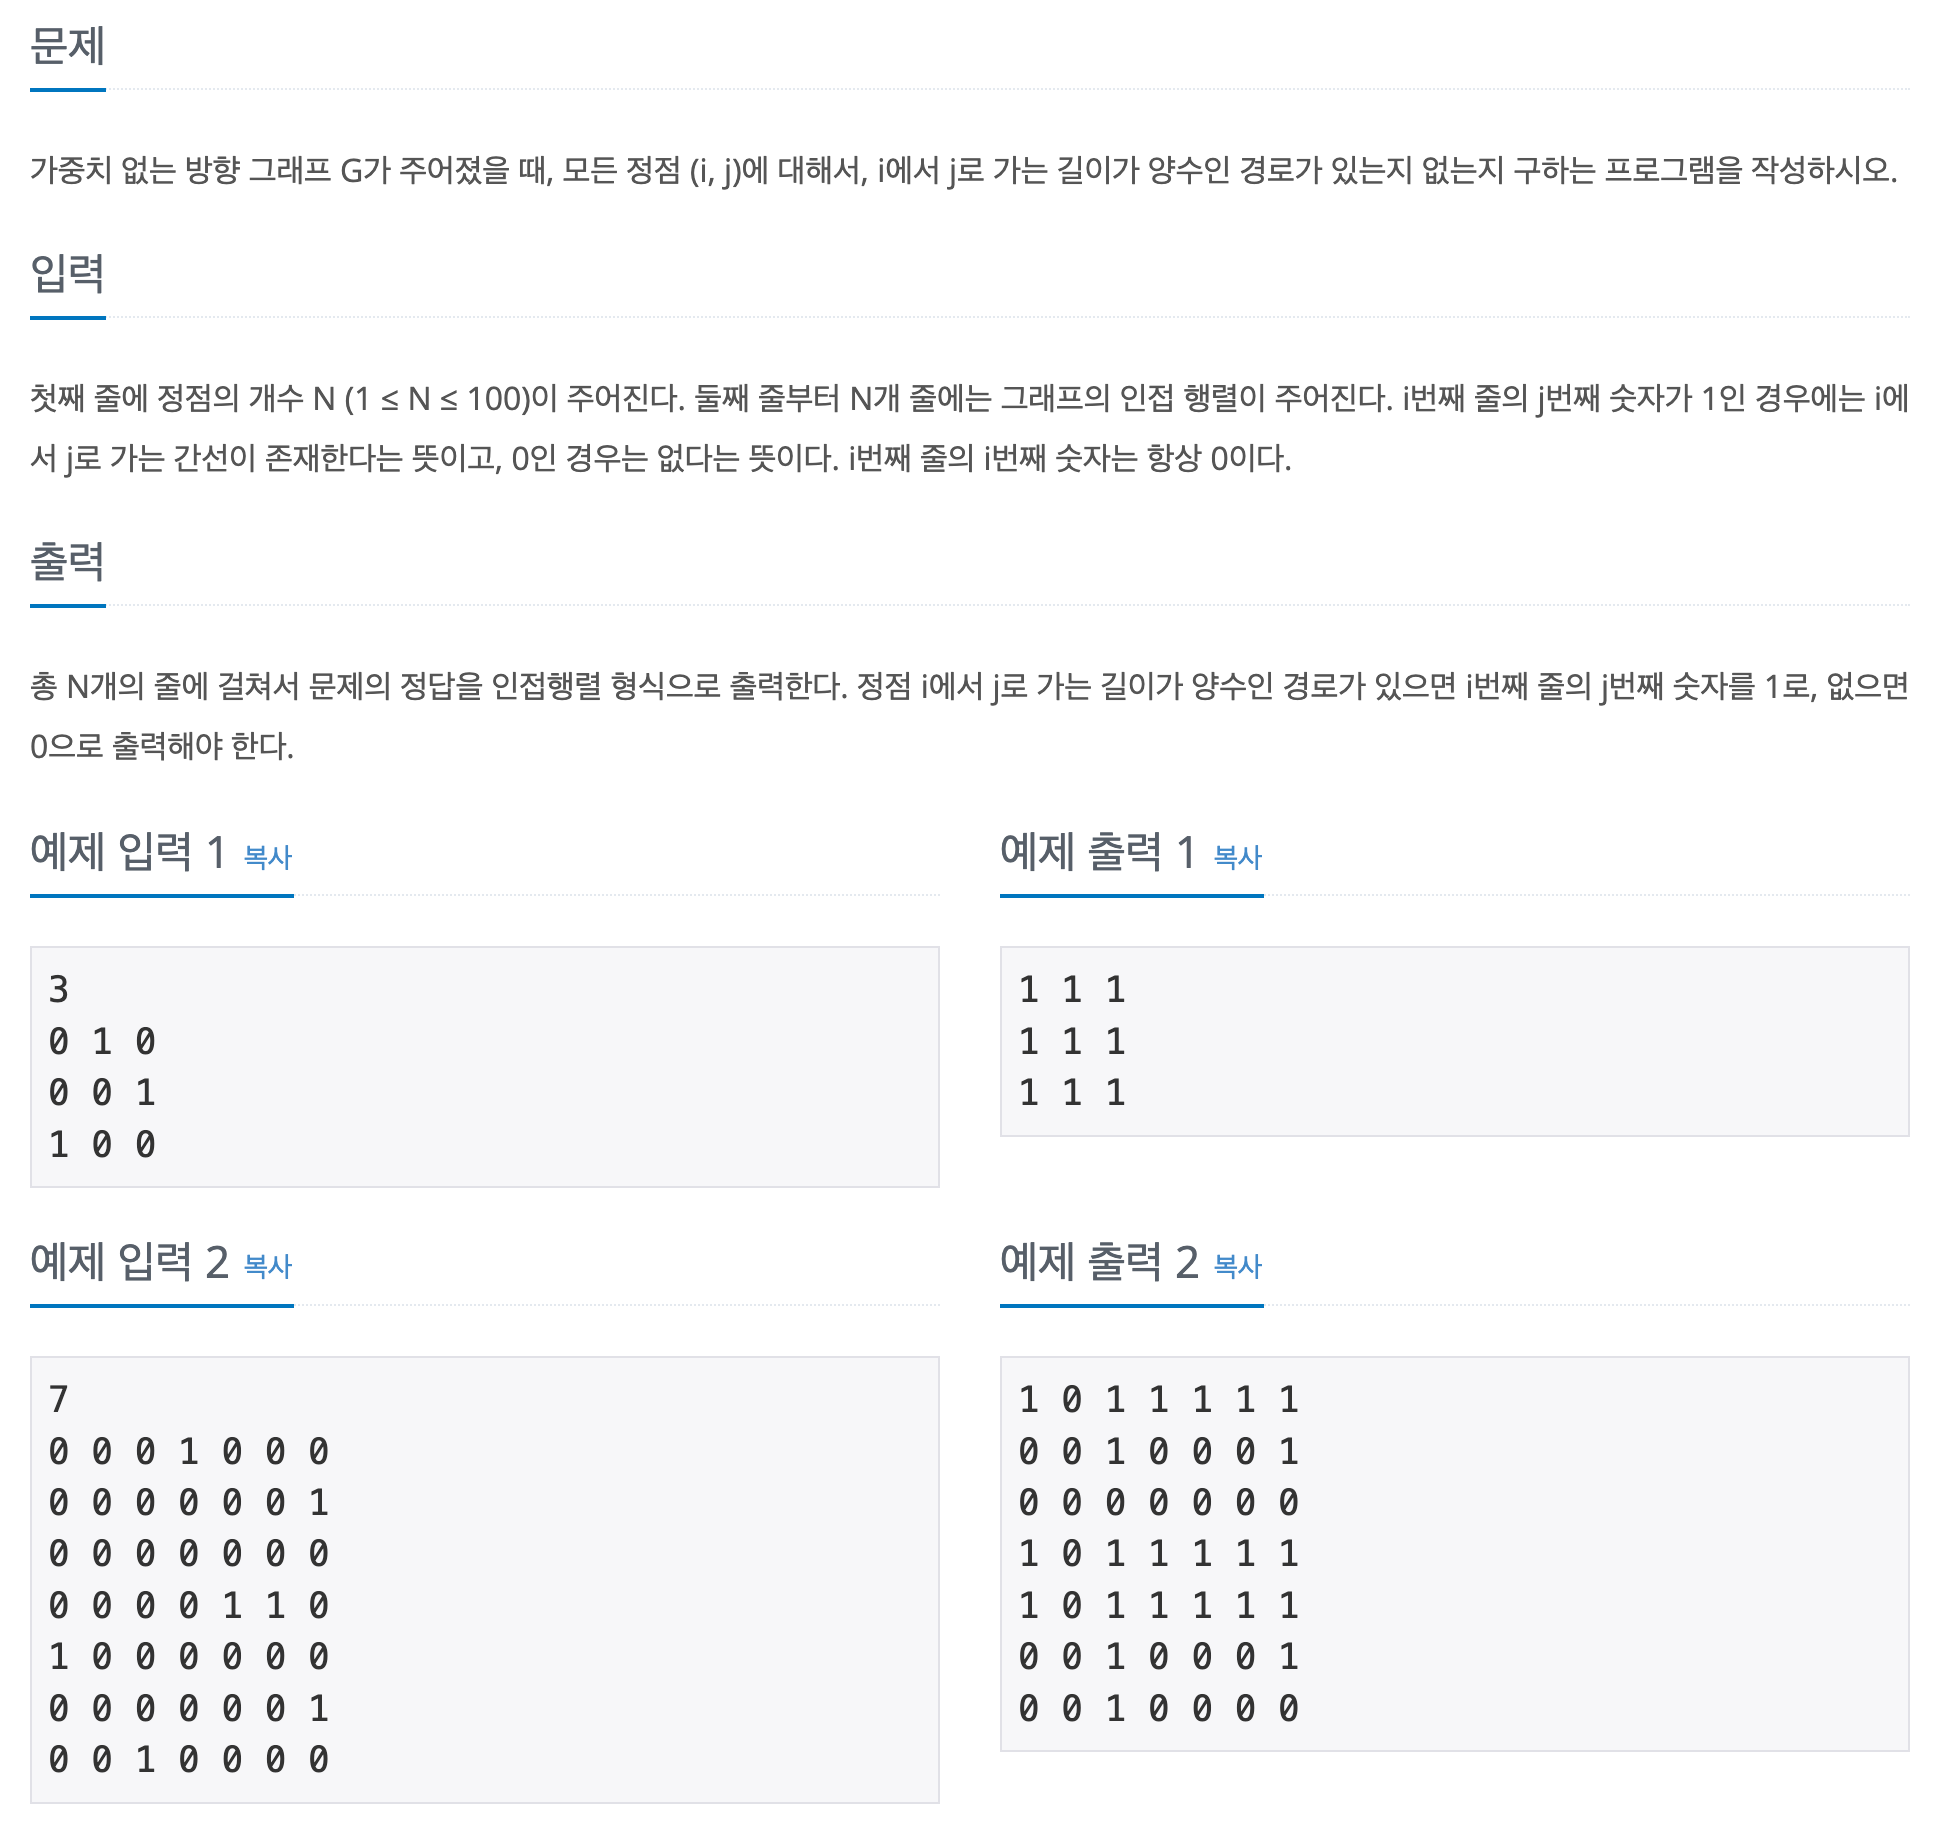 문제
가중치 없는 방향 그래프 G가 주어졌을 때, 모든 정점 (i, j)에 대해서, i에서 j로 가는 길이가 양수인 경로가 있는지 없는지 구하는 프로그램을 작성하시오.
입력
첫째 줄에 정점의 개수 N (1 ≤ N ≤ 100)이 주어진다. 둘째 줄부터 N개 줄에는 그래프의 인접 행렬이 주어진다. i번째 줄의 j번째 숫자가 1인 경우에는 i에
서 j로 가는 간선이 존재한다는 뜻이고, 0인 경우는 없다는 뜻이다. i번째 줄의 i번째 숫자는 항상 0이다.
출력
총 N개의 줄에 걸쳐서 문제의 정답을 인접행렬 형식으로 출력한다. 정점 i에서 j로 가는 길이가 양수인 경로가 있으면 i번째 줄의 j번째 숫자를 1로, 없으면
0으로 출력해야 한다.
예제 입력 1 복사
3
0 1 0
0 0 1
1 0 0
예제 출력 1 복사
1 1 1
1 1 1
1 1 1
예제 입력 2 복사
7
0 0 0 1 0 0 0
0 0 0 0 0 0 1
0 0 0 0 0 0 0
0 0 0 0 1 1 0
1 0 0 0 0 0 0
0 0 0 0 0 0 1
0 0 1 0 0 0 0
예제 출력 2 복사
1 0 1 1 1 1 1
0 0 1 0 0 0 1
0 0 0 0 0 0 0
1 0 1 1 1 1 1
1 0 1 1 1 1 1
0 0 1 0 0 0 1
0 0 1 0 0 0 0